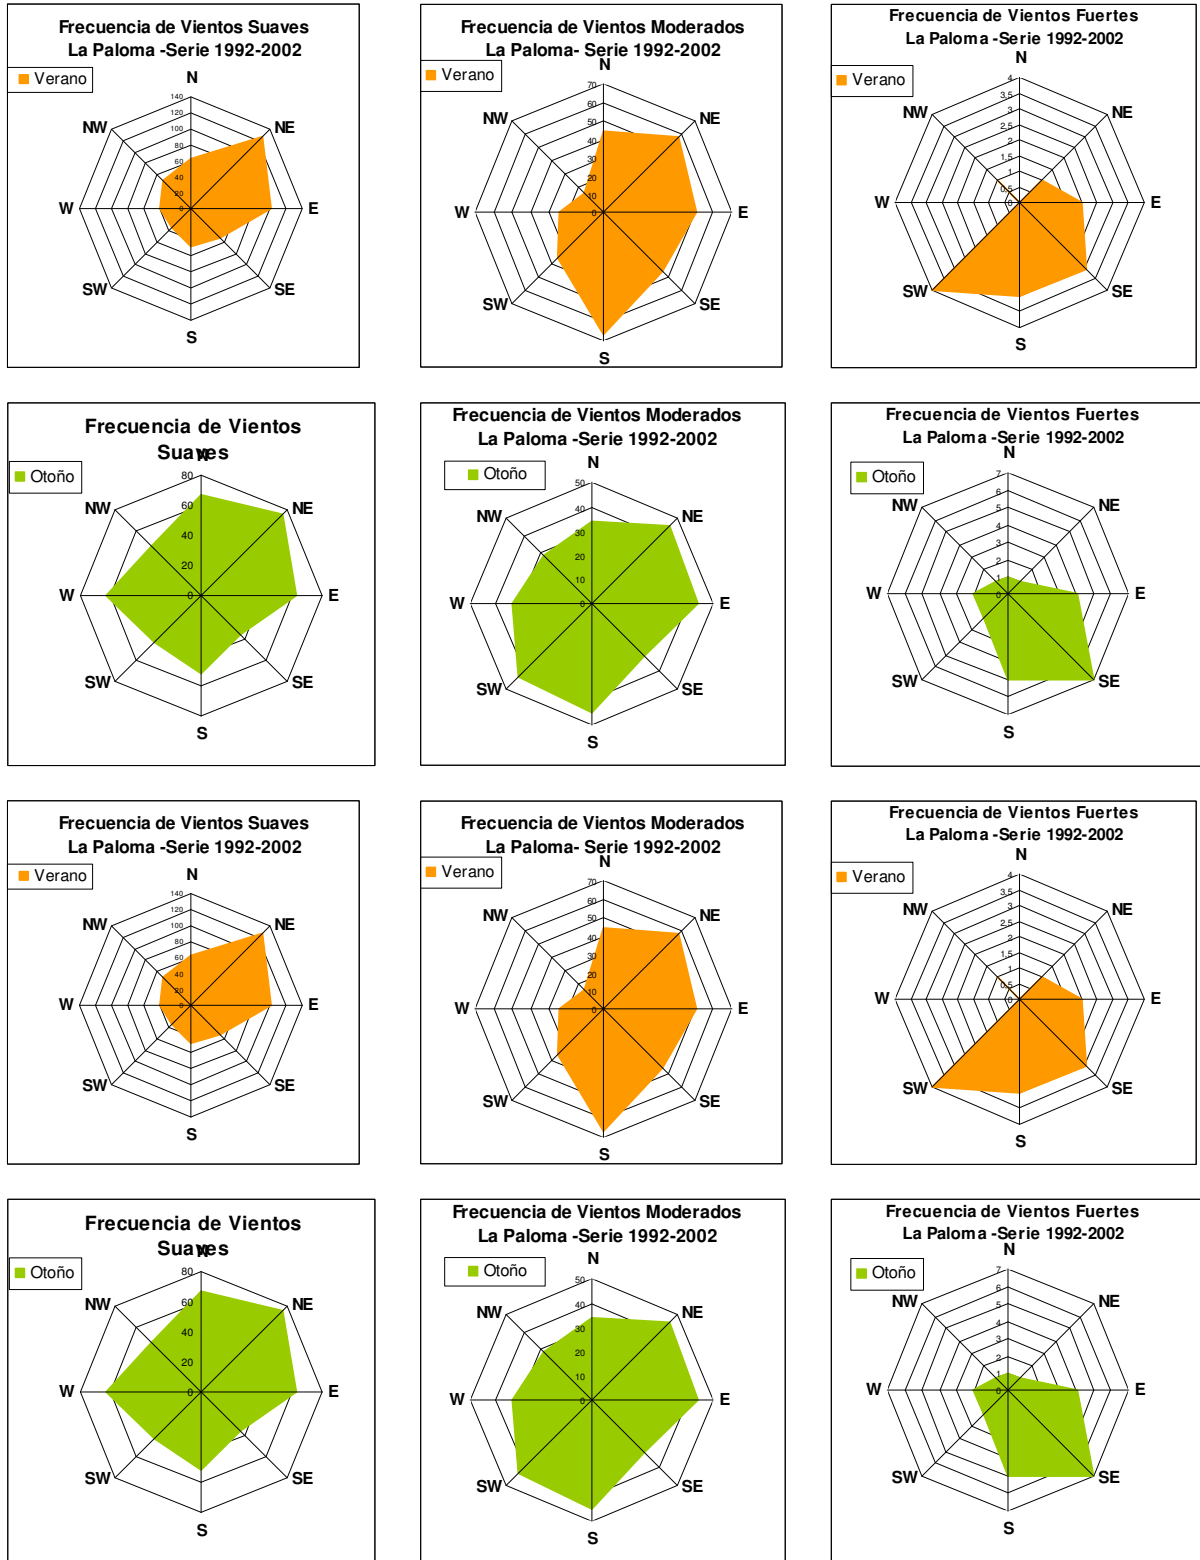 Frecuencia de Vientos Suaves
La Paloma -Serie 1992-2002
Verano
N
140
120
100
80
60
40
20
0
NW
NE
W
E
SW
SE
S
Frecuencia de Vientos Moderados
La Paloma- Serie 1992-2002
Verano
N
70
60
50
40
30
20
10
0
NW
NE
W
E
SW
SE
S
Frecuencia de Vientos Fuertes
La Paloma -Serie 1992-2002
Verano
N
4
3,5
3
2,5
2
1,5
1
0,5
0
NW
NE
W
E
SW
SE
S
Frecuencia de Vientos
Suaves
Otoño
N
80
60
40
20
0
NW
NE
W
E
SW
SE
S
Frecuencia de Vientos Moderados
La Paloma -Serie 1992-2002
Otoño
N
50
40
30
20
10
0
NW
NE
W
E
SW
SE
S
Frecuencia de Vientos Fuertes
La Paloma -Serie 1992-2002
Otoño
N
7
6
5
4
3
2
1
0
NW
NE
W
E
SW
SE
S
Frecuencia de Vientos Suaves
La Paloma -Serie 1992-2002
Verano
N
140
120
100
80
60
40
20
0
NW
NE
W
E
SW
SE
S
Frecuencia de Vientos Moderados
La Paloma- Serie 1992-2002
Verano
N
70
60
50
40
30
20
10
0
NW
NE
W
E
SW
SE
S
Frecuencia de Vientos Fuertes
La Paloma -Serie 1992-2002
Verano
N
4
3,5
3
2,5
2
1,5
1
0,5
0
NW
NE
W
E
SW
SE
S
Frecuencia de Vientos
Suaves
Otoño
N
80
60
40
20
0
NW
NE
W
E
SW
SE
S
Frecuencia de Vientos Moderados
La Paloma -Serie 1992-2002
Otoño
N
50
40
30
20
10
0
NW
NE
W
E
SW
SE
S
Frecuencia de Vientos Fuertes
La Paloma -Serie 1992-2002
Otoño
N
7
6
5
4
3
2
1
0
NW
NE
W
E
SW
SE
S